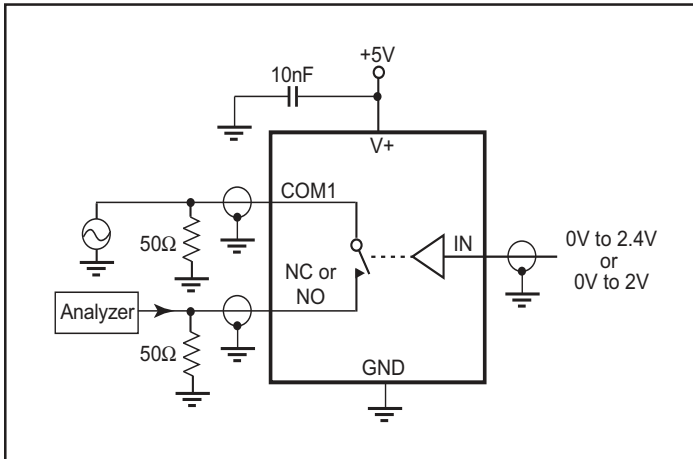 +5V
10nF
V+
COM1
50Ω
IN
0V to 2.4V
or
0V to 2V
NC or
NO
Analyzer
50Ω
GND